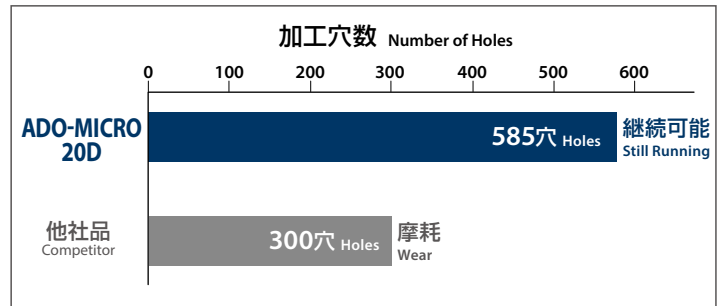 加工穴数 Number of Holes
0 100 200 300 400 500 600
ADO-MICRO
20D
585穴 Holes
継続可能
Still Running
他社品
Competitor
300穴 Holes
摩耗
Wear